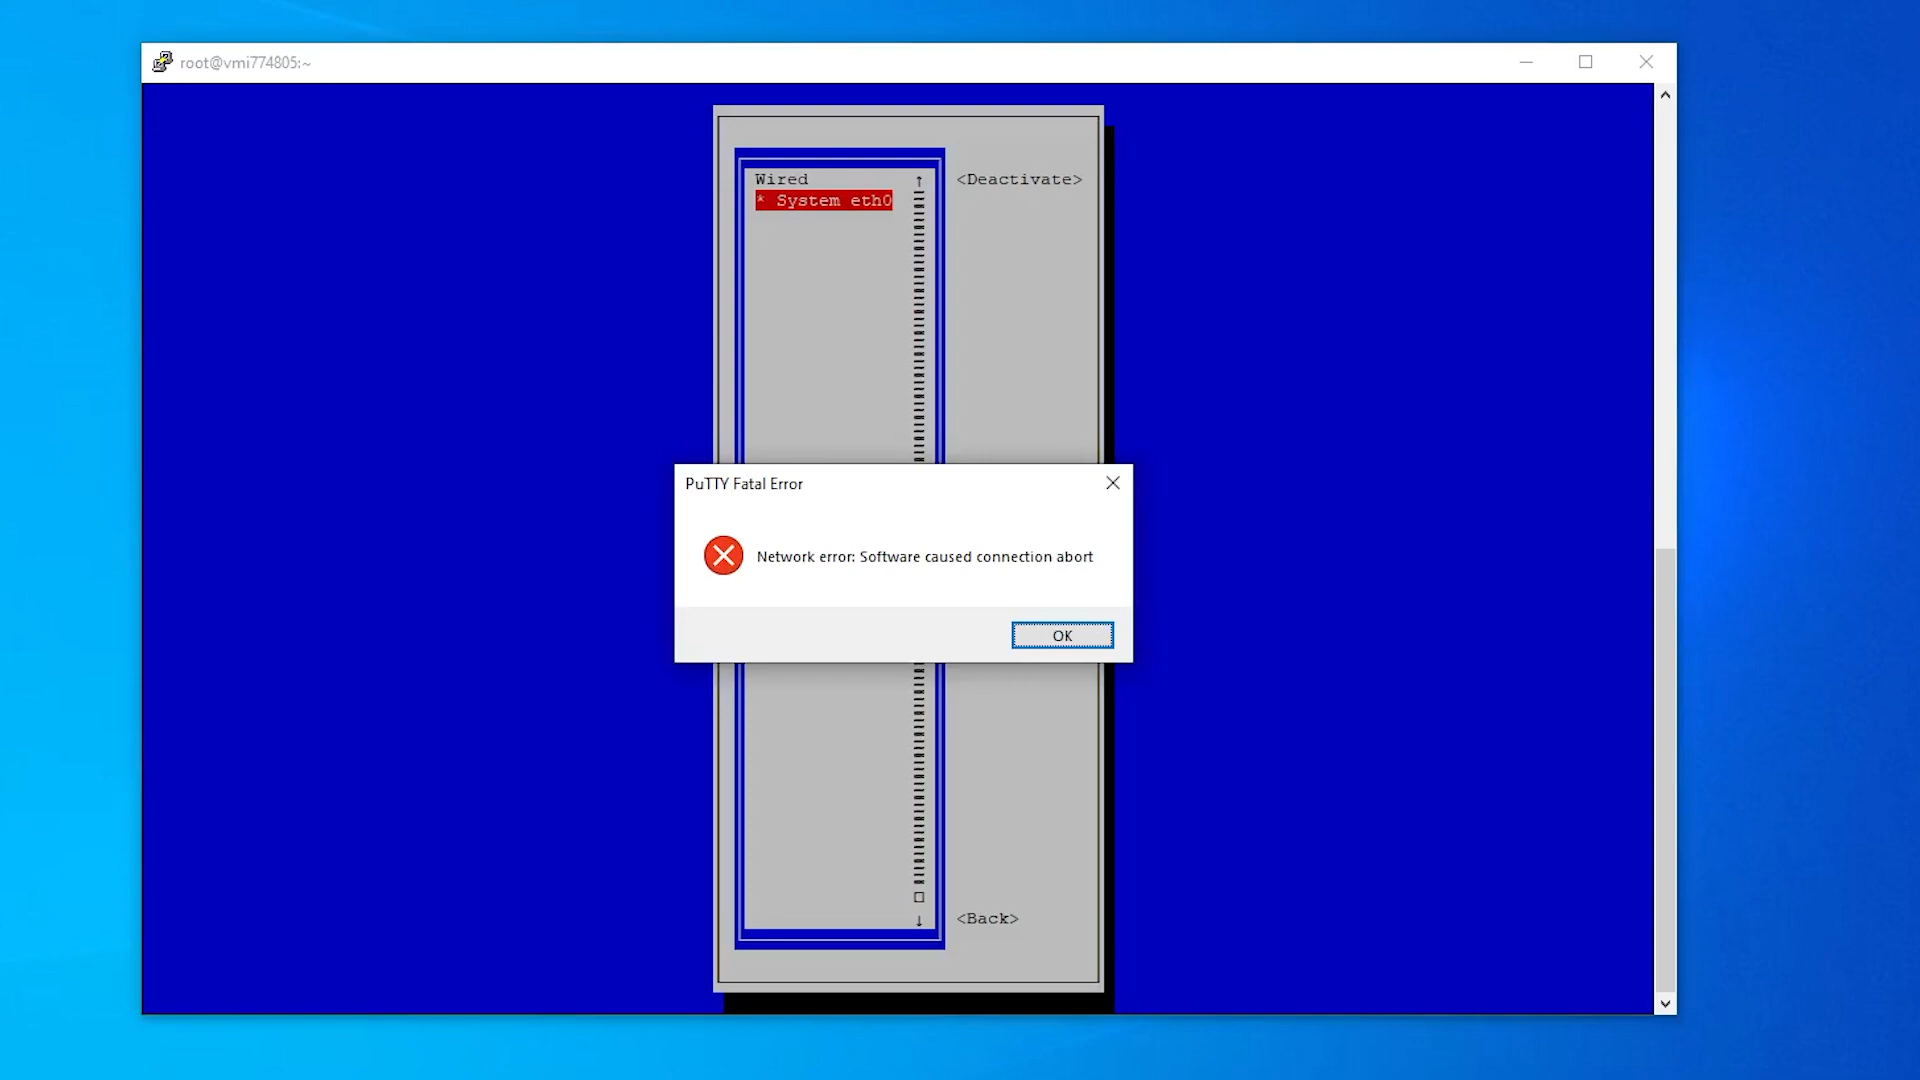 root@vmi774805:~
Wired
<Deactivate>
* System eth0
PuTTY Fatal Error
Network error: Software caused connection abort
OK
<Back>